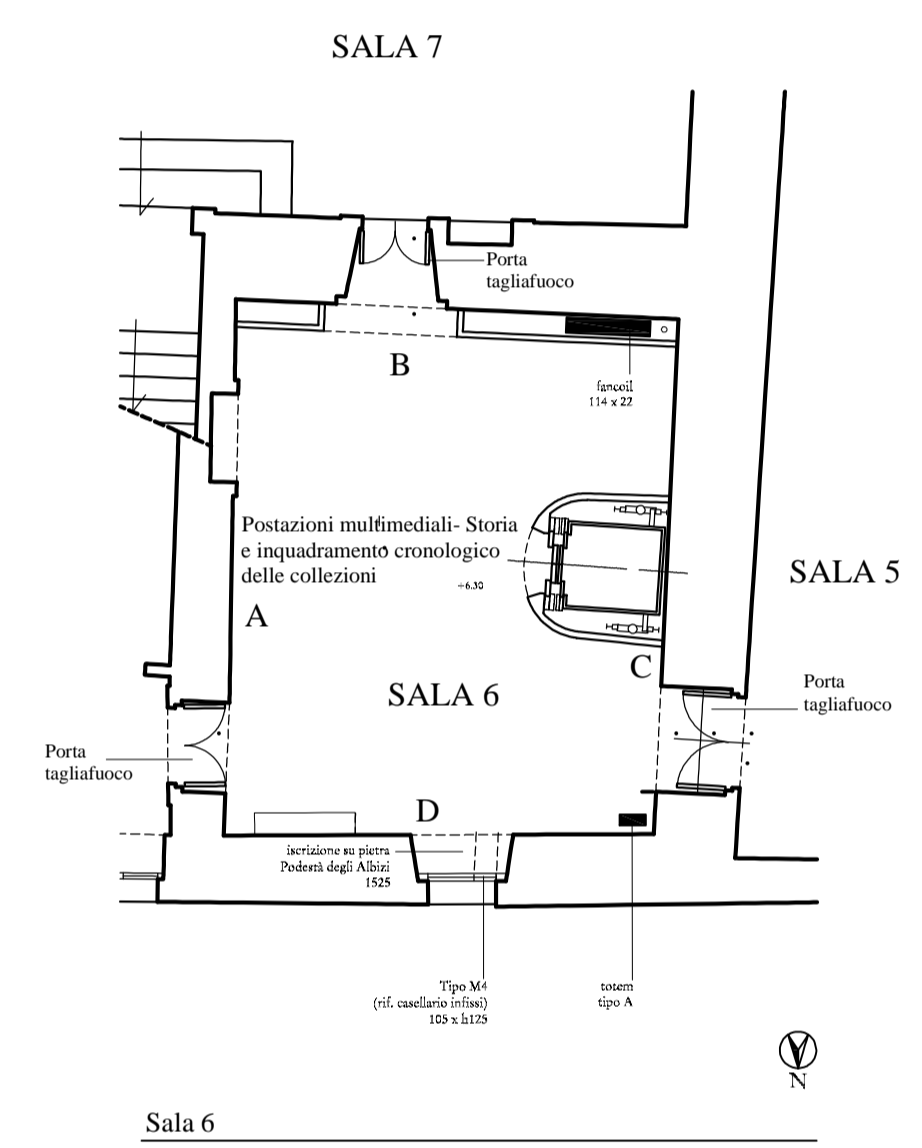 SALA 7
Porta
tagliafuoco
B
fancoil
114 x 22
Postazioni multimediali- Storia
e inquadramento cronologico
delle collezioni
+6.30
SALA 5
A
C
SALA 6
Porta
tagliafuoco
Porta
tagliafuoco
D
iscrizione su pietra
Podestà degli Albizi
1525
Tipo M4
(rif. casellario infissi)
105 x h125
totem
tipo A
N
Sala 6